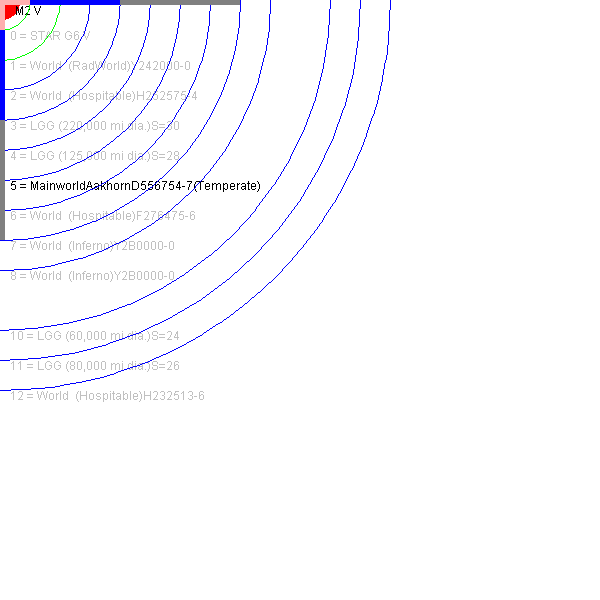 M2 V
0 = STAR G6 V
1 = World (RadWorld)Y242000-0
2 = World (Hospitable)H252575-4
3 = LGG (220,000 mi dia.)S=30
4 = LGG (125,000 mi dia.)S=28
5 = MainworldAakhornD556754-7(Temperate)
6 = World (Hospitable)F276475-6
7 = World (Inferno)Y2B0000-0
8 = World (Inferno)Y2B0000-0
10 = LGG (60,000 mi dia.)S=24
11 = LGG (80,000 mi dia.)S=26
12 = World (Hospitable)H232513-6